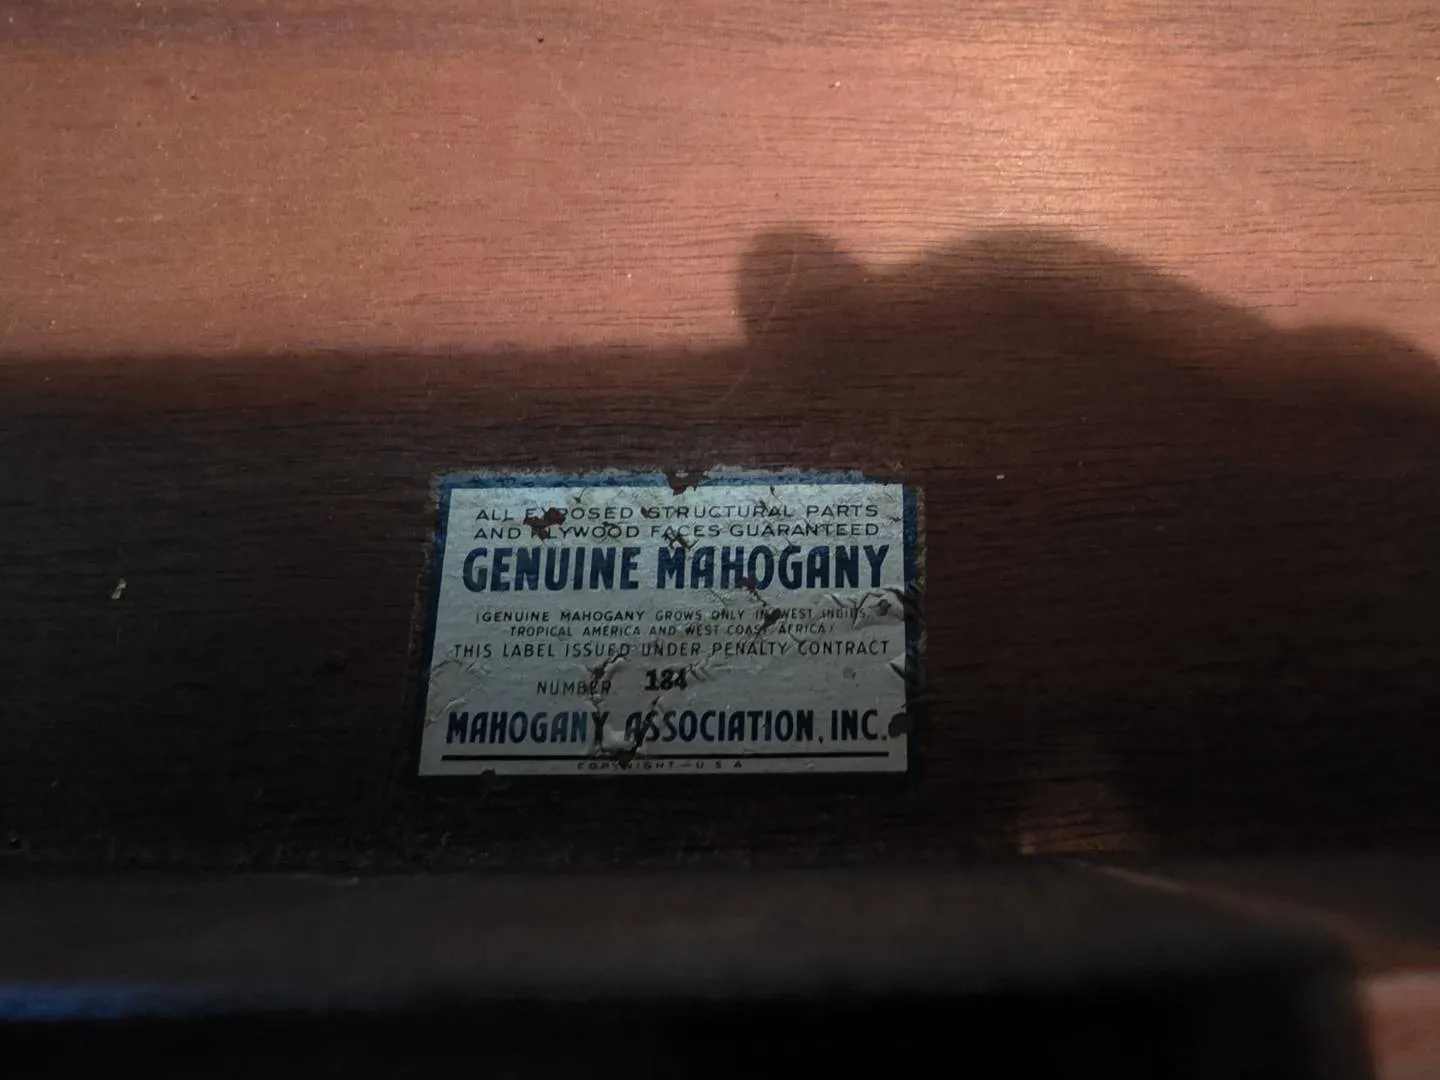 ALL EXPOSED STRUCTURAL PARTS
AND PLYWOOD FACES GUARANTEED
GENUINE MAHOGANY
(GENUINE MAHOGANY GROWS ONLY IN WEST INDIES,
TROPICAL AMERICA AND WEST COAST AFRICA)
THIS LABEL ISSUED UNDER PENALTY CONTRACT
NUMBER 184
MAHOGANY ASSOCIATION, INC.
COPYRIGHT — U.S.A